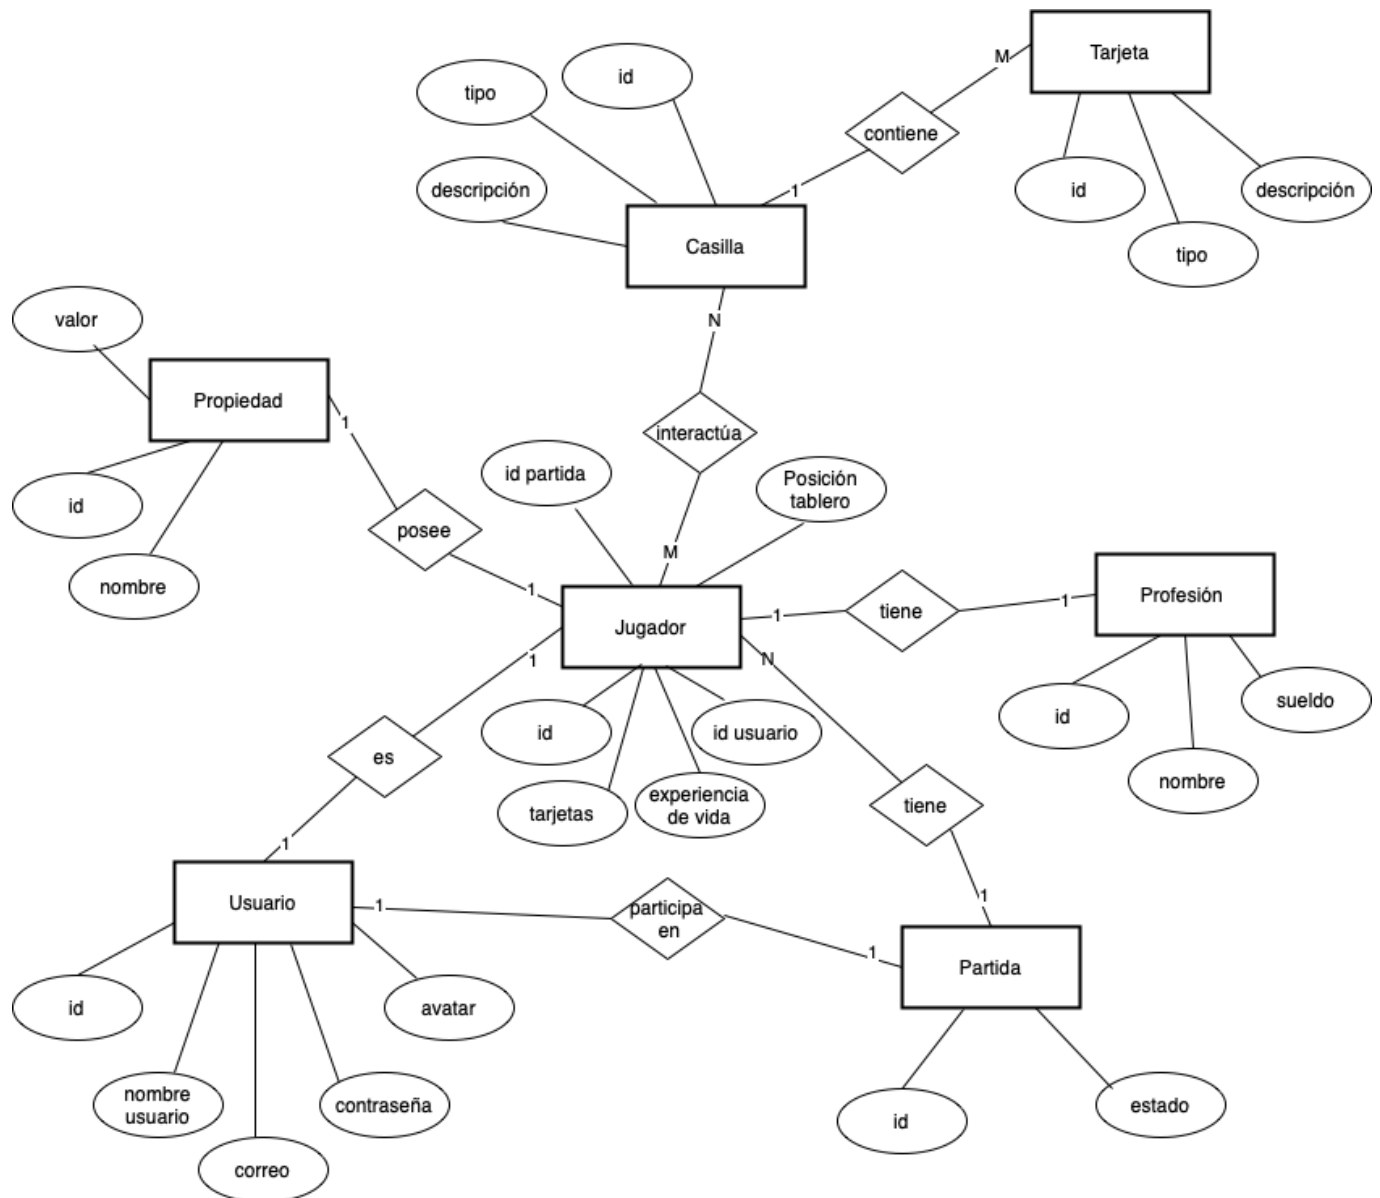 Tarjeta
id
tipo
M
contiene
id
descripción
descripción
1
tipo
Casilla
valor
N
Propiedad
1
interactúa
id partida
Posición
tablero
id
posee
M
nombre
1
Jugador
1
tiene
1
Profesión
1
N
id
id usuario
id
sueldo
es
nombre
experiencia
de vida
tarjetas
tiene
1
Usuario
1
participa
en
1
1
Partida
id
avatar
nombre
usuario
contraseña
id
estado
correo